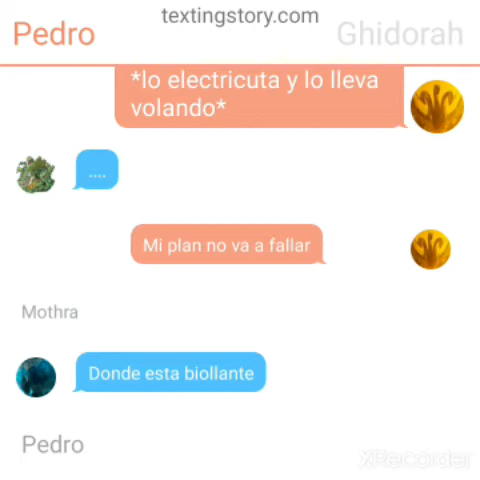 textingstory.com
Pedro
Ghidorah
*lo electricuta y lo lleva
volando*
....
Mi plan no va a fallar
Mothra
Donde esta biollante
Pedro
XRecorder